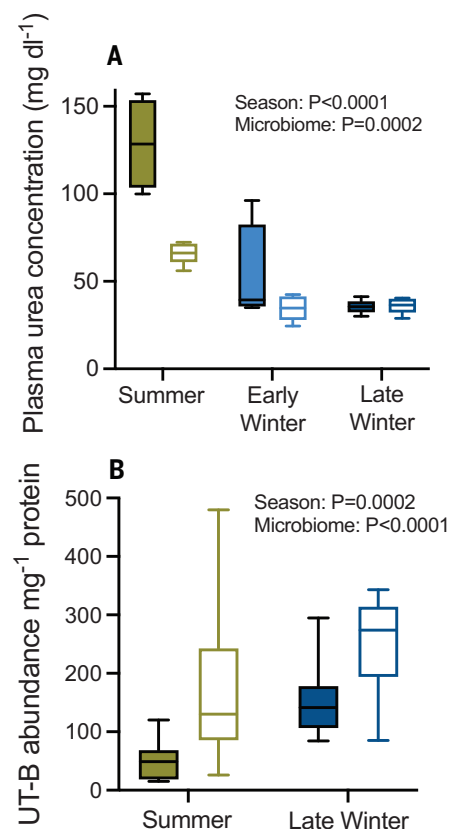 A
Plasma urea concentration (mg dl-1)
Season: P<0.0001
Microbiome: P=0.0002
150
100
50
0
Summer
Early
Winter
Late
Winter
B
UT-B abundance mg-1 protein
Season: P=0.0002
Microbiome: P<0.0001
500
400
300
200
100
0
Summer
Late Winter